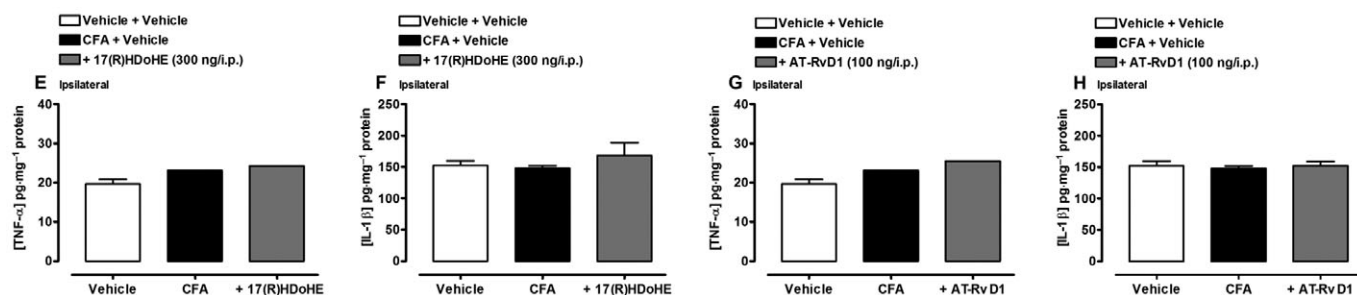 Vehicle + Vehicle
CFA + Vehicle
+ 17(R)HDoHE (300 ng/i.p.)
E Ipsilateral
[TNF-α] pg·mg⁻¹ protein
40
30
20
10
0
Vehicle CFA + 17(R)HDoHE
Vehicle + Vehicle
CFA + Vehicle
+ 17(R)HDoHE (300 ng/i.p.)
F Ipsilateral
[IL-1 β] pg·mg⁻¹ protein
250
200
150
100
50
0
Vehicle CFA + 17(R)HDoHE
Vehicle + Vehicle
CFA + Vehicle
+ AT-RvD1 (100 ng/i.p.)
G Ipsilateral
[TNF-α] pg·mg⁻¹ protein
40
30
20
10
0
Vehicle CFA + AT-RvD1
Vehicle + Vehicle
CFA + Vehicle
+ AT-RvD1 (100 ng/i.p.)
H Ipsilateral
[IL-1 β] pg·mg⁻¹ protein
250
200
150
100
50
0
Vehicle CFA + AT-RvD1